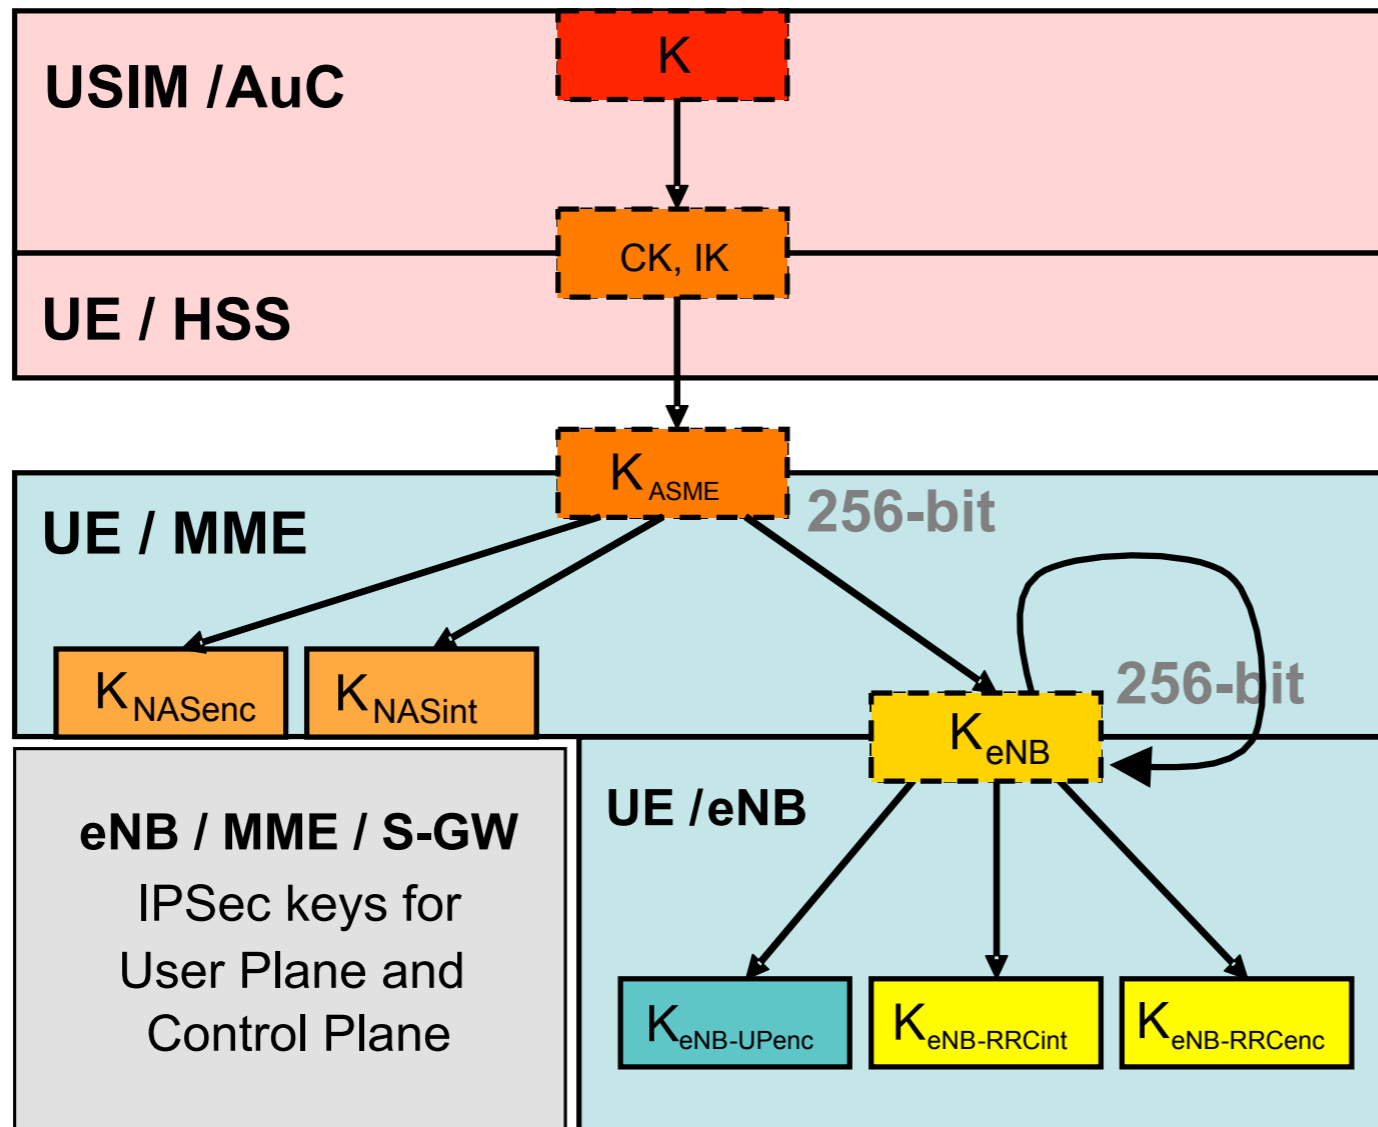 K
USIM /AuC
CK, IK
UE / HSS
K ASME
256-bit
UE / MME
256-bit
K NASenc
K NASint
K eNB
UE / eNB
eNB / MME / S-GW
IPSec keys for
User Plane and
Control Plane
K eNB-UPenc
K eNB-RRCint
K eNB-RRCenc